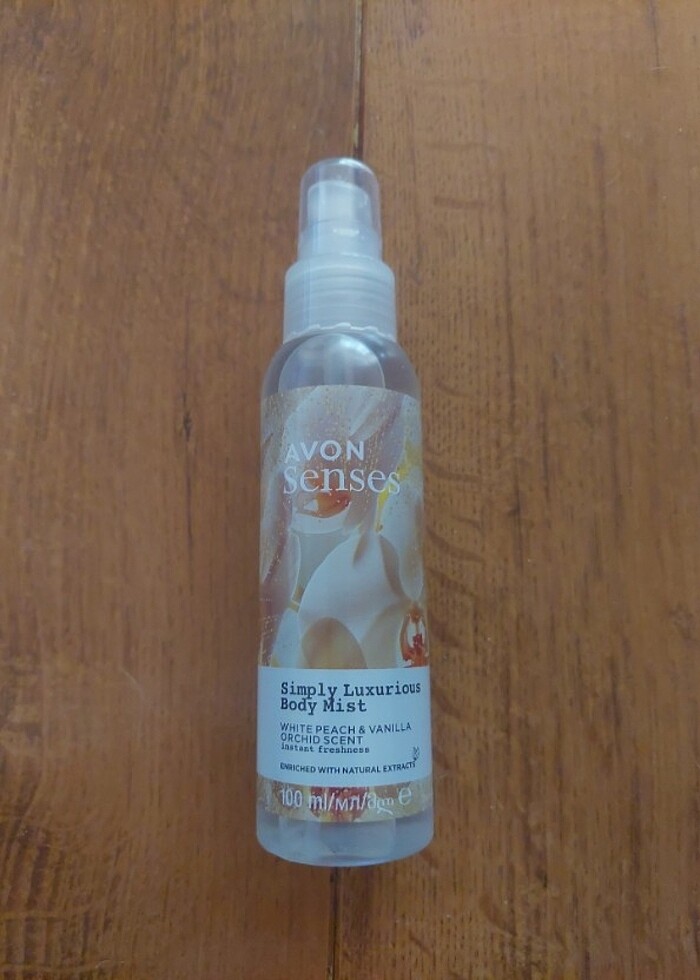 AVON
senses
Simply Luxurious
Body Mist
WHITE PEACH & VANILLA
ORCHID SCENT
instant freshness
ENRICHED WITH NATURAL EXTRACTS
100 ml/мл/მლ ℮